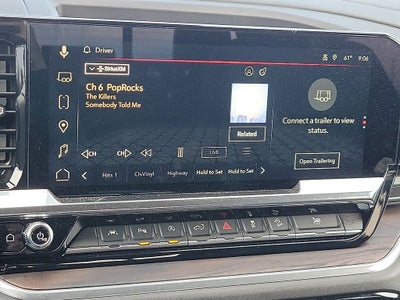 Driver
61° 9:06
SiriusXM
Ch 6 PopRocks
The Killers
Somebody Told Me
Related
Connect a trailer to view
status.
Open Trailering
CH CH LIVE
Hits 1 ClsVinyl Highway Hold to Set Hold to Set